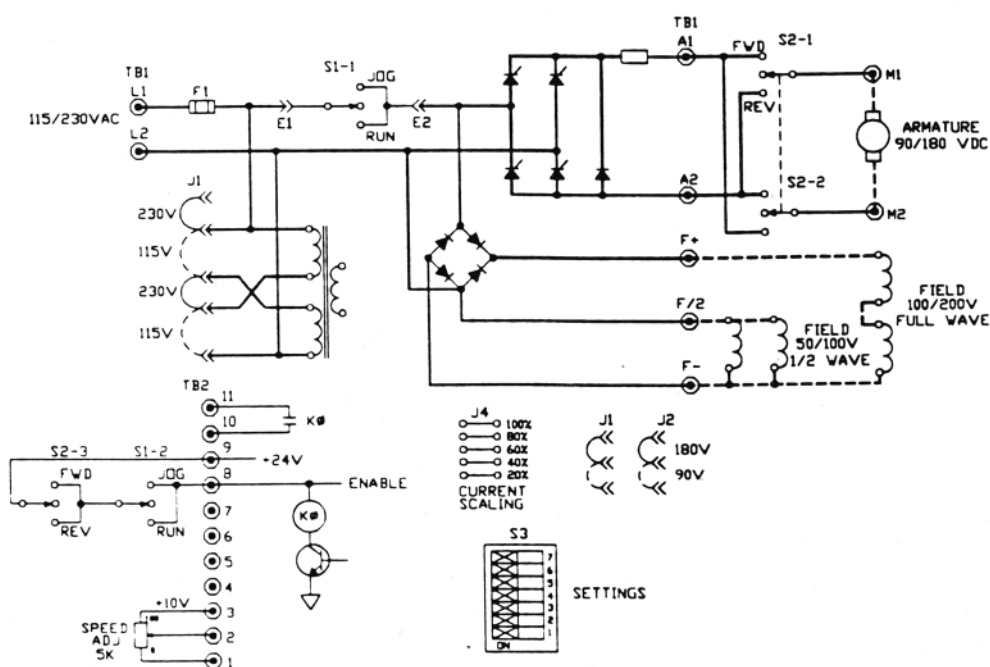 TB1
A1
FWD
S2-1
TB1
L1
F1
S1-1
JOG
E1
E2
RUN
REV
M1
115/230VAC
L2
ARMATURE
90/180 VDC
J1
A2
S2-2
M2
230V
115V
230V
115V
F+
F/2
F-
FIELD
50/100V
1/2 WAVE
FIELD
100/200V
FULL WAVE
TB2
11
10
KØ
9
+24V
S2-3
S1-2
FWD
JOG
8
ENABLE
REV
RUN
7
KØ
6
5
4
+10V
3
SPEED
ADJ
5K
2
1
J4
100%
80%
60%
40%
20%
CURRENT
SCALING
J1
J2
180V
90V
S3
7
6
5
4
3
2
1
ON
SETTINGS